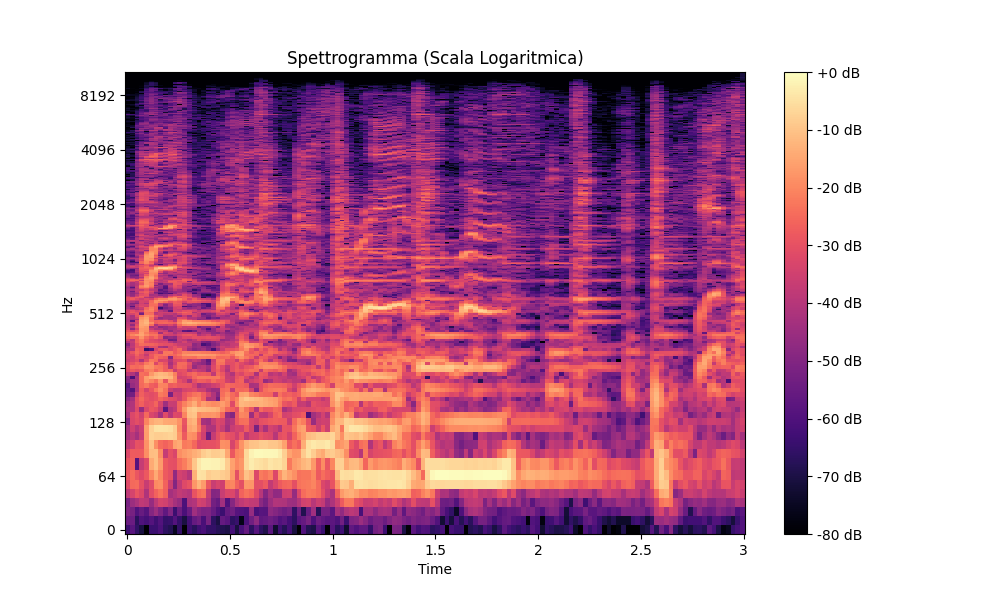 Spettrogramma (Scala Logaritmica)
Hz
8192
4096
2048
1024
512
256
128
64
0
0
0.5
1
1.5
2
2.5
3
Time
+0 dB
-10 dB
-20 dB
-30 dB
-40 dB
-50 dB
-60 dB
-70 dB
-80 dB